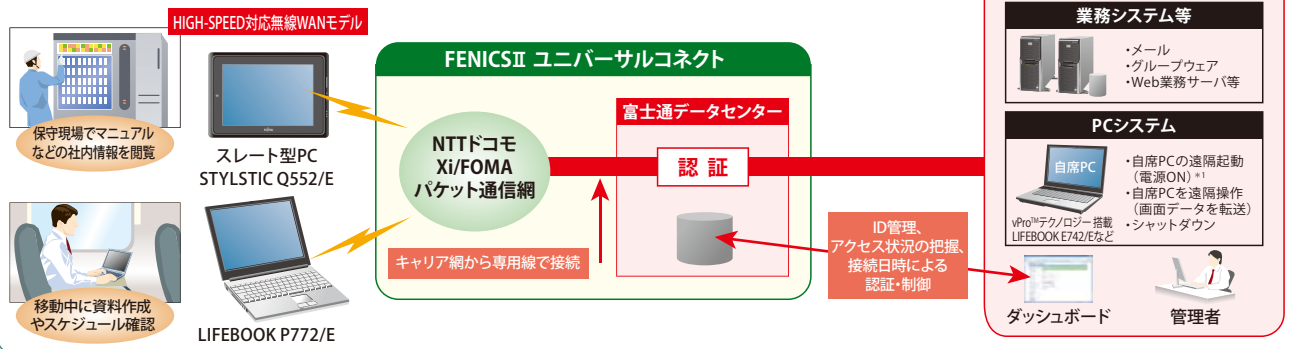 HIGH-SPEED対応無線WANモデル
保守現場でマニュアル
などの社内情報を閲覧
スレート型PC
STYLSTIC Q552/E
移動中に資料作成
やスケジュール確認
LIFEBOOK P772/E
FENICSⅡ ユニバーサルコネクト
NTTドコモ
Xi/FOMA
パケット通信網
キャリア網から専用線で接続
富士通データセンター
認証
ID管理、
アクセス状況の把握、
接続日時による
認証・制御
業務システム等
・メール
・グループウェア
・Web業務サーバ等
PCシステム
自席PC
vPro™テクノロジー搭載
LIFEBOOK E742/Eなど
・自席PCの遠隔起動
（電源ON）*1
・自席PCを遠隔操作
（画面データを転送）
・シャットダウン
ダッシュボード
管理者